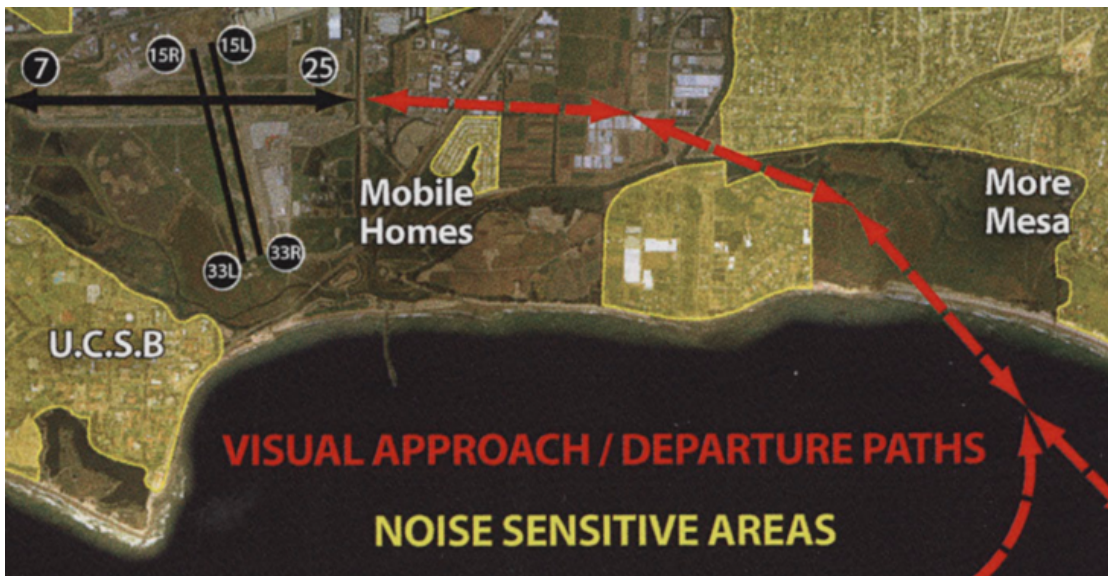 15R
15L
7
25
Mobile
Homes
More
Mesa
33L
33R
U.C.S.B
VISUAL APPROACH / DEPARTURE PATHS
NOISE SENSITIVE AREAS